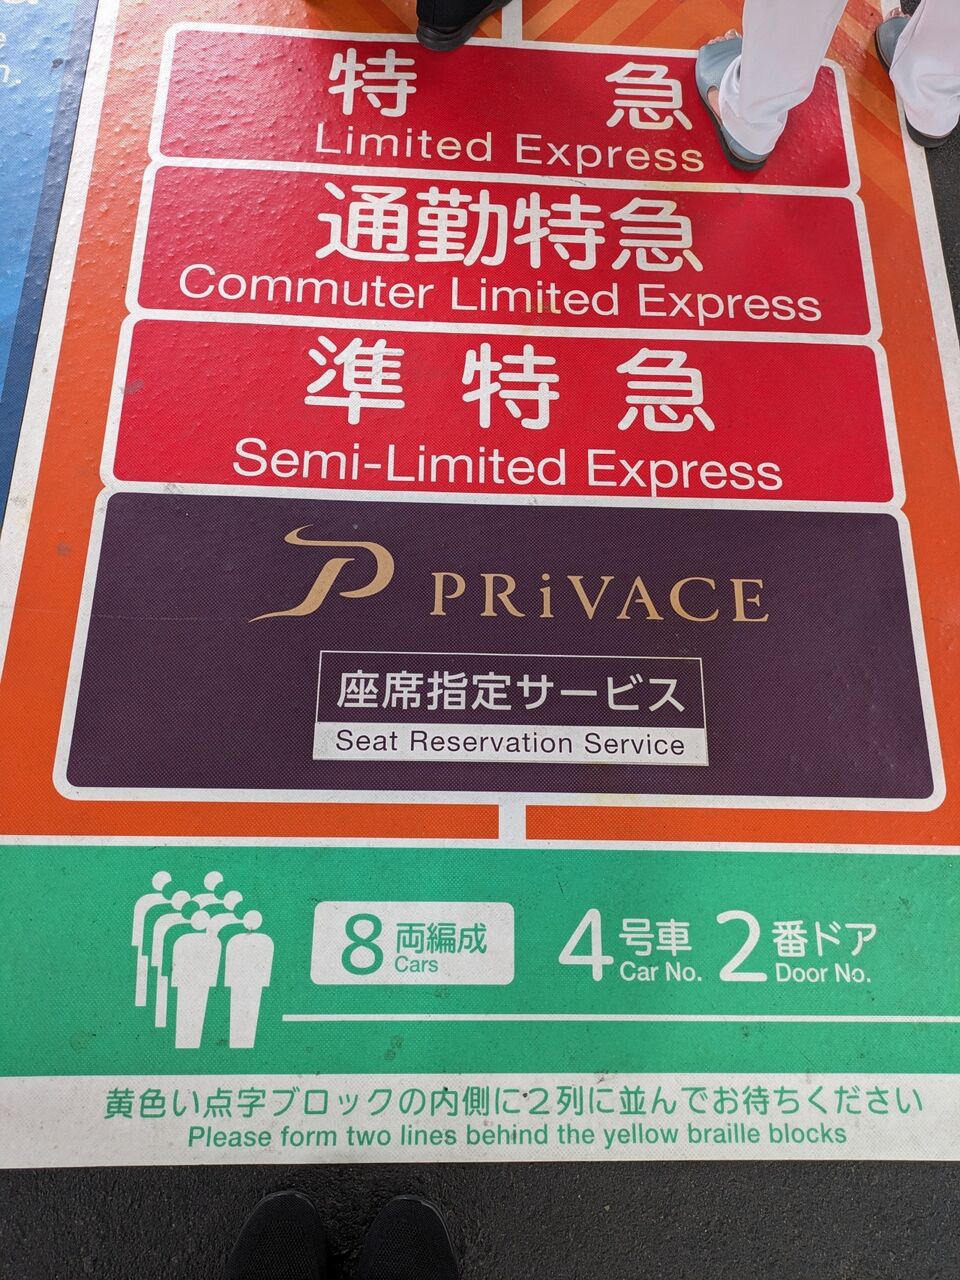 特急
Limited Express
通勤特急
Commuter Limited Express
準特急
Semi-Limited Express
PRiVACE
座席指定サービス
Seat Reservation Service
8両編成 4号車 2番ドア
Cars Car No. Door No.
黄色い点字ブロックの内側に2列に並んでお待ちください
Please form two lines behind the yellow braille blocks